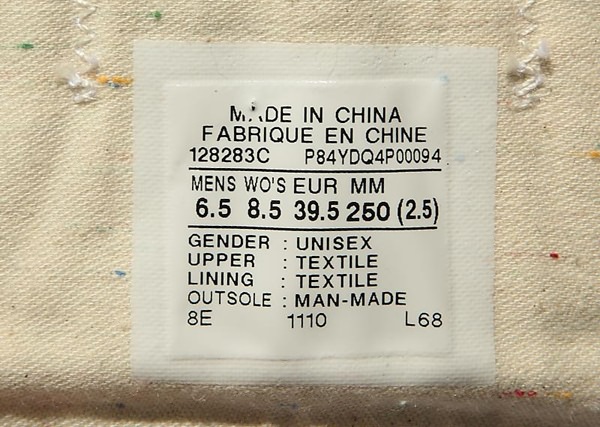 MADE IN CHINA
FABRIQUE EN CHINE
128283C P84YDQ4P00094
MENS WO'S EUR MM
6.5 8.5 39.5 250 (2.5)
GENDER : UNISEX
UPPER : TEXTILE
LINING : TEXTILE
OUTSOLE : MAN-MADE
8E 1110 L68